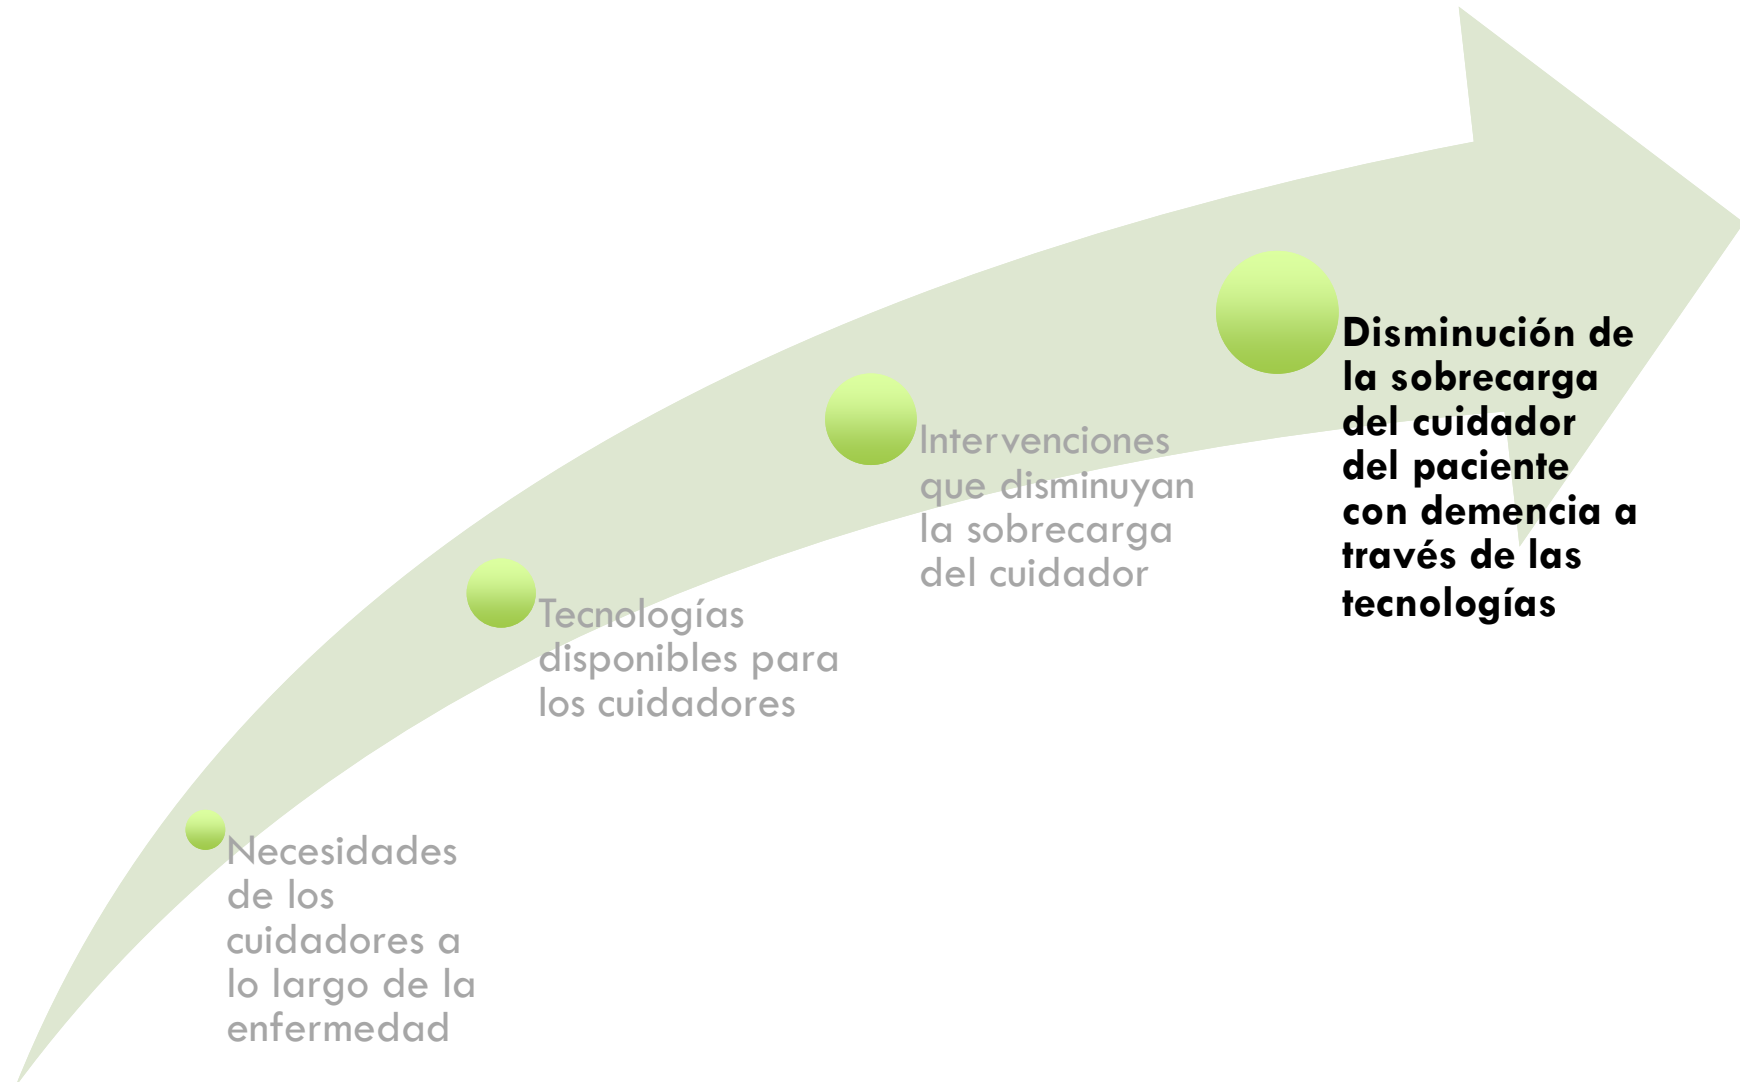 Necesidades
de los
cuidadores a
lo largo de la
enfermedad
Tecnologías
disponibles para
los cuidadores
Intervenciones
que disminuyan
la sobrecarga
del cuidador
Disminución de
la sobrecarga
del cuidador
del paciente
con demencia a
través de las
tecnologías